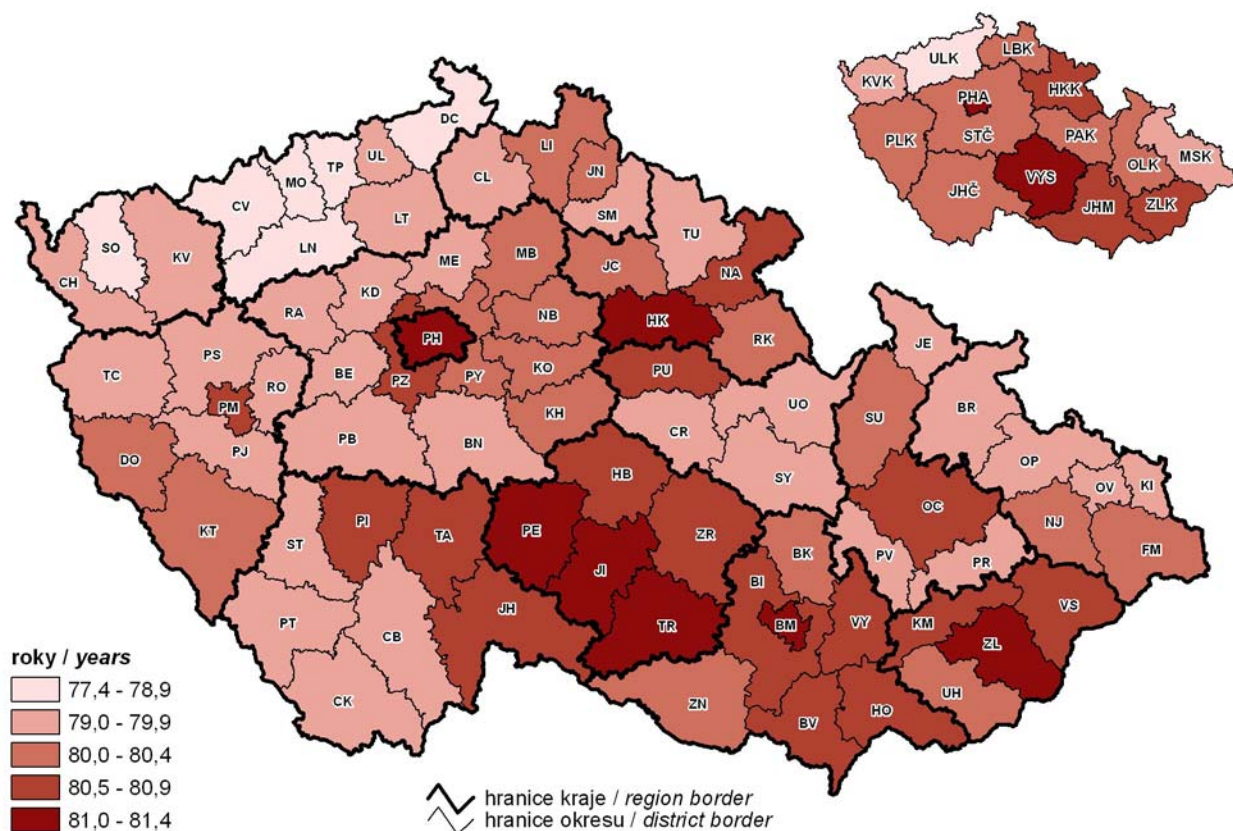 ULK
LBK
KVK
HKK
PHA
STČ
PAK
PLK
OLK
MSK
VYS
JHČ
JHM
ZLK
DC
LI
UL
TP
MO
JN
CL
CV
LT
SM
TU
LN
SO
KV
ME
MB
JC
NA
CH
KD
RA
NB
HK
PH
RK
JE
PS
TC
BE
PZ
PY
KO
PU
RO
PM
UO
BR
SU
KH
CR
PB
BN
PJ
DO
OP
SY
HB
OV
KI
OC
KT
PI
TA
PE
ZR
NJ
ST
FM
BK
PV
PR
JI
BI
VS
JH
PT
CB
TR
BM
VY
KM
ZL
UH
CK
ZN
BV
HO
roky / years
77,4 - 78,9
79,0 - 79,9
80,0 - 80,4
80,5 - 80,9
81,0 - 81,4
hranice kraje / region border
hranice okresu / district border